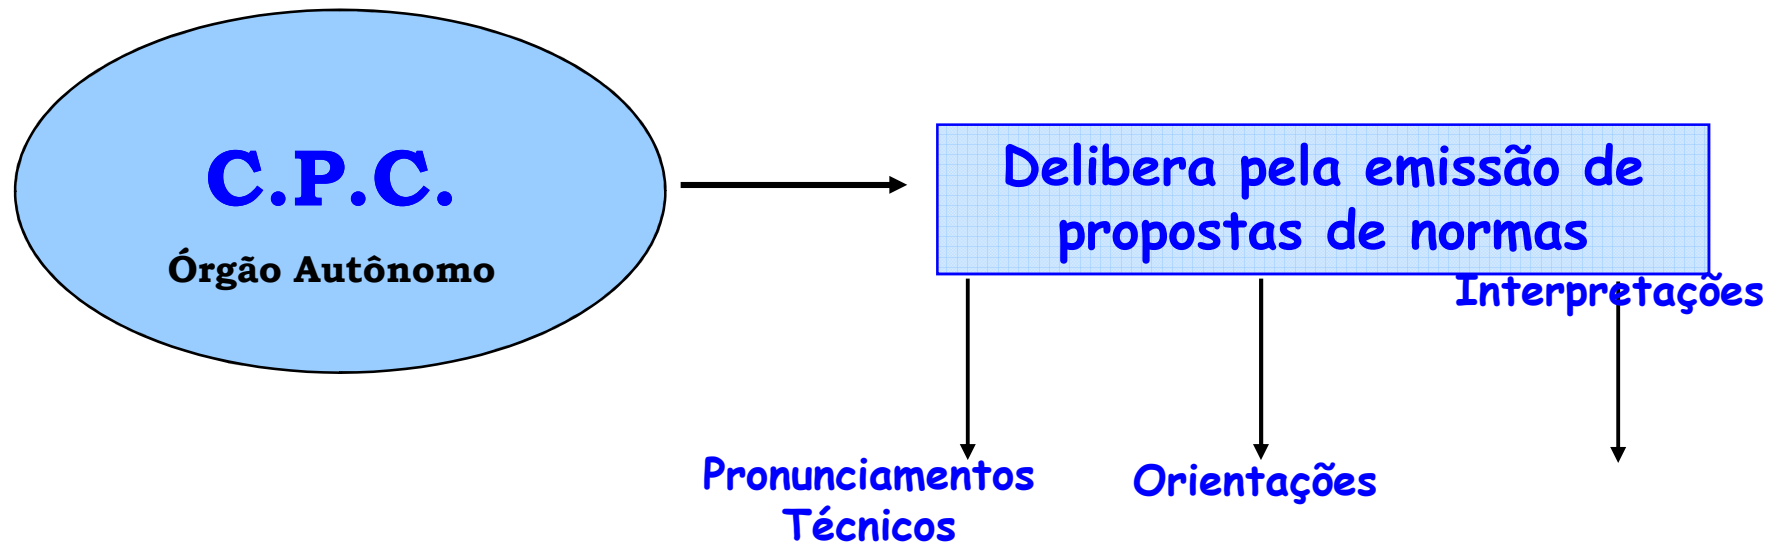 C.P.C.
Órgão Autônomo
Delibera pela emissão de
propostas de normas
Interpretações
Pronunciamentos
Técnicos
Orientações